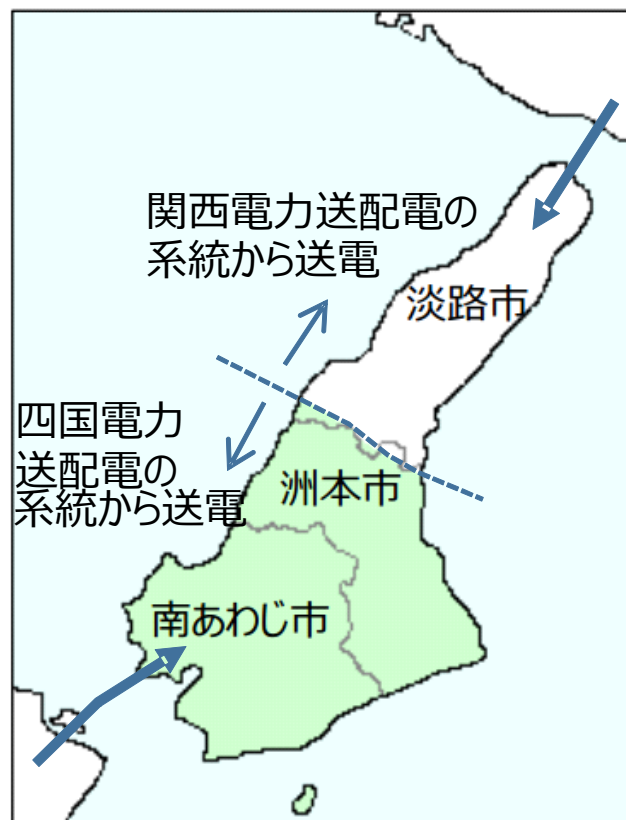 関西電力送配電の
系統から送電
淡路市
四国電力
送配電の
系統から送電
洲本市
南あわじ市